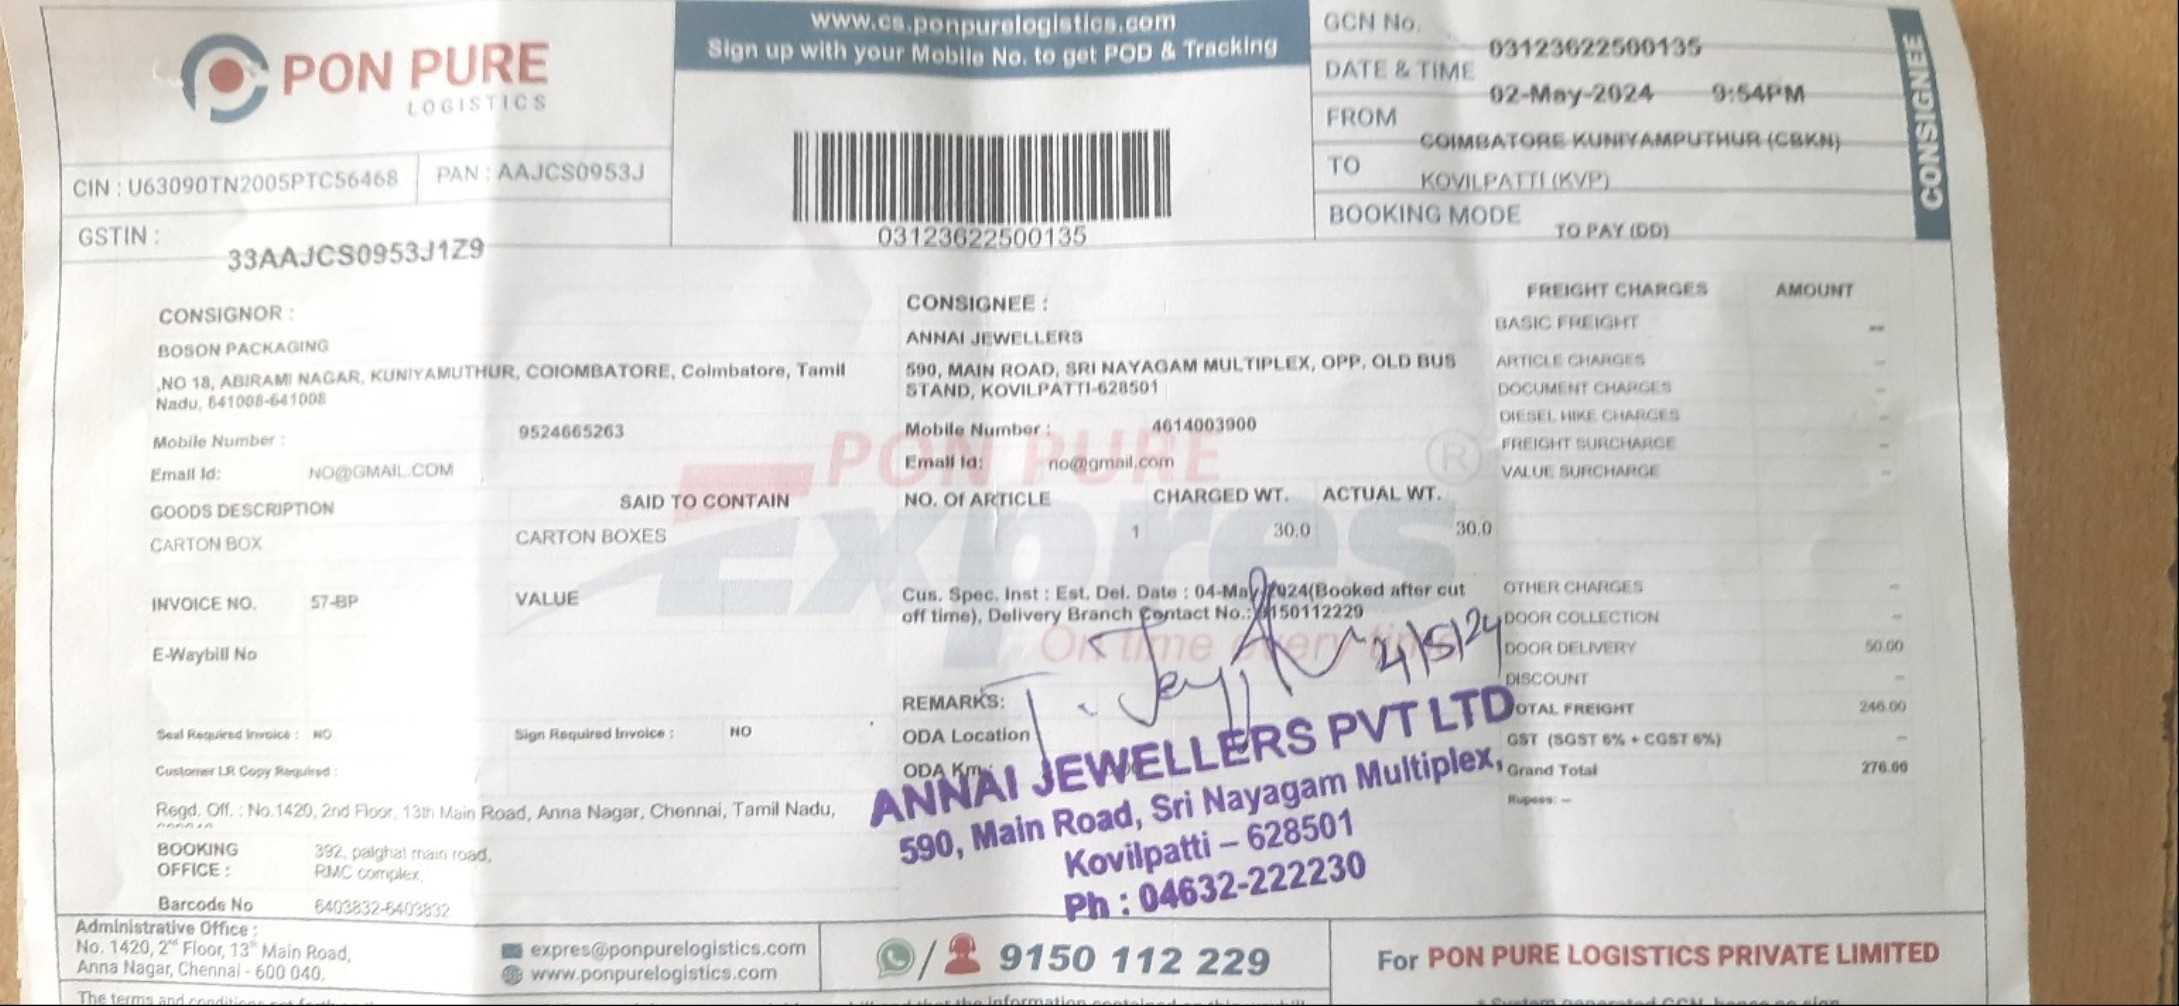 PON PURE
LOGISTICS
www.cs.ponpurelogistics.com
Sign up with your Mobile No. to get POD & Tracking
GCN No. 03123622500135
DATE & TIME 02-May-2024 9:54PM
FROM COIMBATORE KUNIYAMPUTHUR (CBKN)
TO KOVILPATTI (KVP)
BOOKING MODE TO PAY (DD)
CONSIGNEE
CIN : U63090TN2005PTC56468
PAN : AAJCS0953J
GSTIN : 33AAJCS0953J1Z9
03123622500135
CONSIGNOR :
BOSON PACKAGING
,NO 18, ABIRAMI NAGAR, KUNIYAMUTHUR, COIOMBATORE, Coimbatore, Tamil
Nadu, 641008-641008
Mobile Number : 9524665263
Email Id: NO@GMAIL.COM
CONSIGNEE :
ANNAI JEWELLERS
590, MAIN ROAD, SRI NAYAGAM MULTIPLEX, OPP, OLD BUS
STAND, KOVILPATTI-628501
Mobile Number : 4614003900
Email Id: no@gmail.com
PON PURE
Expres
On time every time
®
GOODS DESCRIPTION SAID TO CONTAIN NO. Of ARTICLE CHARGED WT. ACTUAL WT.
CARTON BOX CARTON BOXES 1 30.0 30.0
INVOICE NO. 57-BP VALUE
E-Waybill No
Cus. Spec. Inst : Est. Del. Date : 04-May-2024(Booked after cut
off time), Delivery Branch Contact No.: 9150112229
4/5/24
REMARKS:
ODA Location
ODA Km :
Seal Required Invoice : NO Sign Required Invoice : NO
Customer LR Copy Required :
Regd. Off. : No.1420, 2nd Floor, 13th Main Road, Anna Nagar, Chennai, Tamil Nadu,
BOOKING OFFICE : 392, palghat main road,
RMC complex,
Barcode No 6403832-6403832
FREIGHT CHARGES AMOUNT
BASIC FREIGHT --
ARTICLE CHARGES --
DOCUMENT CHARGES --
DIESEL HIKE CHARGES --
FREIGHT SURCHARGE --
VALUE SURCHARGE --
OTHER CHARGES --
DOOR COLLECTION --
DOOR DELIVERY 50.00
DISCOUNT --
TOTAL FREIGHT 246.00
GST (SGST 6% + CGST 6%) --
Grand Total 276.00
Rupees: --
ANNAI JEWELLERS PVT LTD
590, Main Road, Sri Nayagam Multiplex,
Kovilpatti – 628501
Ph : 04632-222230
Administrative Office :
No. 1420, 2nd Floor, 13th Main Road,
Anna Nagar, Chennai - 600 040.
expres@ponpurelogistics.com
www.ponpurelogistics.com
9150 112 229
For PON PURE LOGISTICS PRIVATE LIMITED